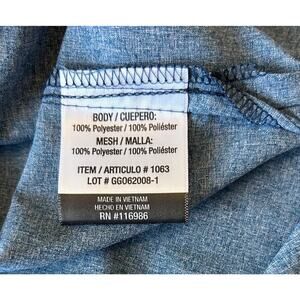 BODY / CUEPERO:
100% Polyester / 100% Poliéster
MESH / MALLA:
100% Polyester / 100% Poliéster
ITEM / ARTICULO # 1063
LOT # GG062008-1
MADE IN VIETNAM
HECHO EN VIETNAM
RN #116986